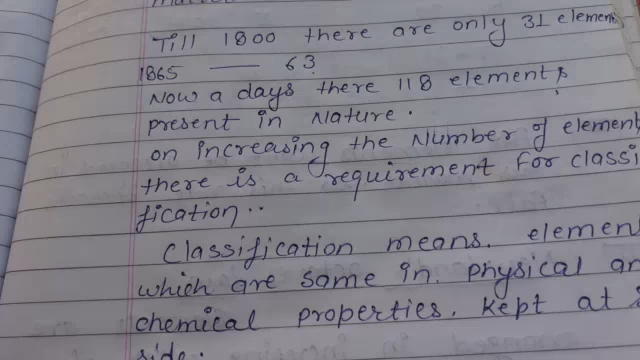 Till 1800 there are only 31 element
1865 — 63
Now a days there 118 elements
present in Nature.
on increasing the Number of element
there is a requirement for classi
fication..
Classification means. elemen
which are same in physical an
chemical properties. kept at s
side.